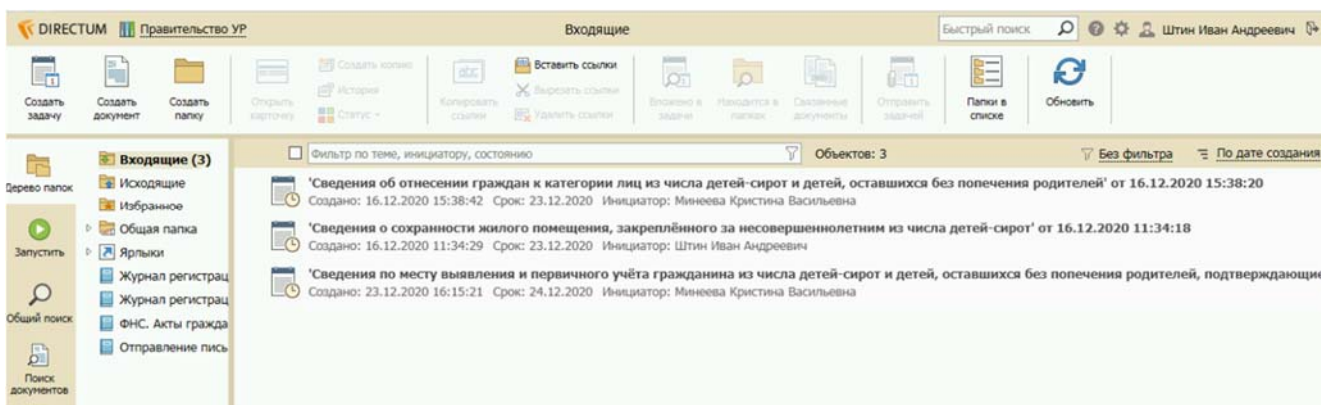 DIRECTUM Правительство УР Входящие Быстрый поиск Штин Иван Андреевич
Создать задачу
Создать документ
Создать папку
Открыть карточку
Создать копию
История
Статус
Копировать ссылки
Вставить ссылки
Вырезать ссылки
Удалить ссылки
Вложено в задачи
Находится в папках
Связанные документы
Отправить задачей
Папки в списке
Обновить
Дерево папок
Запустить
Общий поиск
Поиск документов
Входящие (3)
Исходящие
Избранное
Общая папка
Ярлыки
Журнал регистрац
Журнал регистрац
ФНС. Акты гражда
Отправление пись
Фильтр по теме, инициатору, состоянию Объектов: 3 Без фильтра По дате создания
'Сведения об отнесении граждан к категории лиц из числа детей-сирот и детей, оставшихся без попечения родителей' от 16.12.2020 15:38:20
Создано: 16.12.2020 15:38:42 Срок: 23.12.2020 Инициатор: Минеева Кристина Васильевна
'Сведения о сохранности жилого помещения, закреплённого за несовершеннолетним из числа детей-сирот' от 16.12.2020 11:34:18
Создано: 16.12.2020 11:34:29 Срок: 23.12.2020 Инициатор: Штин Иван Андреевич
'Сведения по месту выявления и первичного учёта гражданина из числа детей-сирот и детей, оставшихся без попечения родителей, подтверждающие
Создано: 23.12.2020 16:15:21 Срок: 24.12.2020 Инициатор: Минеева Кристина Васильевна